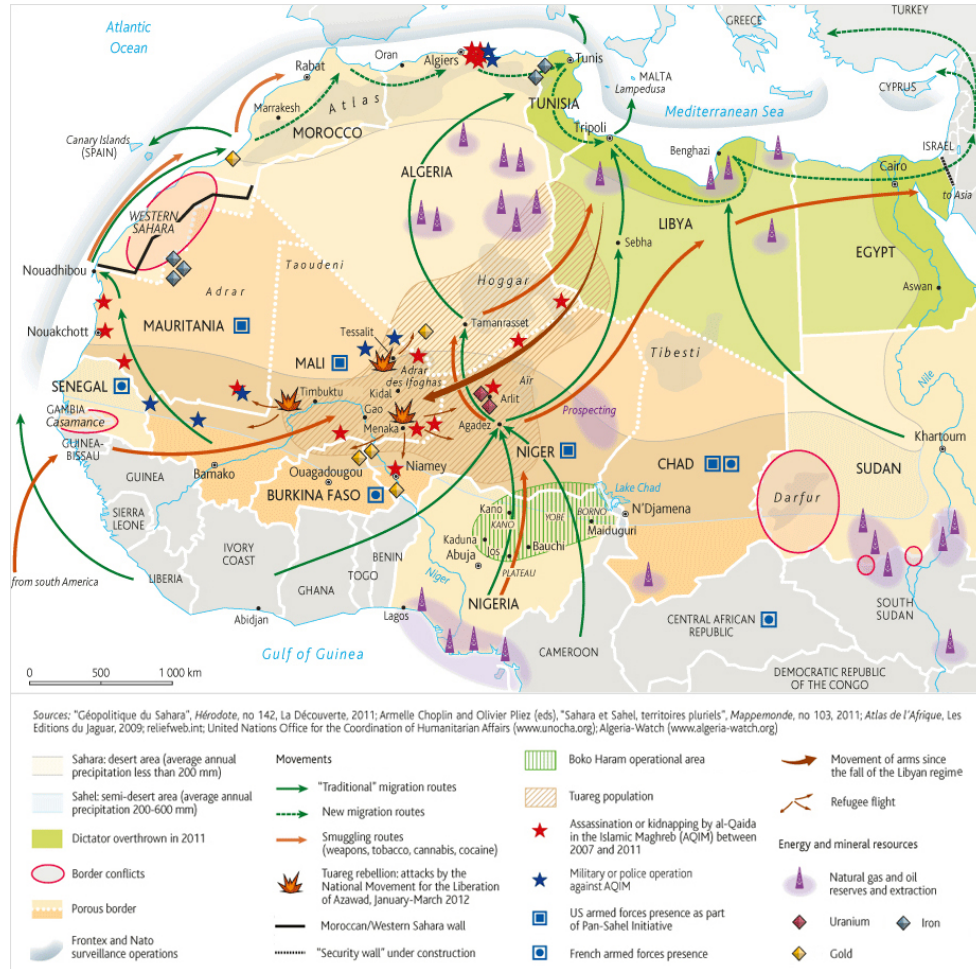 Atlantic
Ocean
GREECE
TURKEY
Oran
Algiers
Tunis
Rabat
MALTA
Lampedusa
CYPRUS
Marrakesh
Atlas
TUNISIA
Mediterranean Sea
MOROCCO
Tripoli
Canary Islands
(SPAIN)
Benghazi
ISRAEL
Cairo
ALGERIA
to Asia
WESTERN
SAHARA
LIBYA
Sebha
EGYPT
Nouadhibou
Taoudeni
Hoggar
Adrar
Aswan
Nouakchott
MAURITANIA
Tessalit
Tamanrasset
MALI
Adrar
des Ifoghas
Tibesti
Nile
SENEGAL
Timbuktu
Kidal
Aïr
Arlit
GAMBIA
Casamance
Gao
Menaka
Agadez
Prospecting
GUINEA-
BISSAU
Khartoum
Bamako
Ouagadougou
Niamey
NIGER
CHAD
SUDAN
GUINEA
BURKINA FASO
Lake Chad
Darfur
SIERRA
LEONE
Kano
KANO
YOBE
BORNO
N'Djamena
Maiduguri
IVORY
COAST
BENIN
Kaduna
Abuja
Jos
Bauchi
PLATEAU
from south America
LIBERIA
GHANA
TOGO
Niger
NIGERIA
SOUTH
SUDAN
Abidjan
Lagos
CENTRAL AFRICAN
REPUBLIC
Gulf of Guinea
CAMEROON
DEMOCRATIC REPUBLIC
OF THE CONGO
0 500 1 000 km
Sources: "Géopolitique du Sahara", Hérodote, no 142, La Découverte, 2011; Armelle Choplin and Olivier Pliez (eds), "Sahara et Sahel, territoires pluriels", Mappemonde, no 103, 2011; Atlas de l'Afrique, Les
Editions du Jaguar, 2009; reliefweb.int; United Nations Office for the Coordination of Humanitarian Affairs (www.unocha.org); Algeria-Watch (www.algeria-watch.org)
Sahara: desert area (average annual
precipitation less than 200 mm)
Sahel: semi-desert area (average annual
precipitation 200-600 mm)
Dictator overthrown in 2011
Border conflicts
Porous border
Frontex and Nato
surveillance operations
Movements
"Traditional" migration routes
New migration routes
Smuggling routes
(weapons, tobacco, cannabis, cocaine)
Tuareg rebellion: attacks by the
National Movement for the Liberation
of Azawad, January-March 2012
Moroccan/Western Sahara wall
"Security wall" under construction
Boko Haram operational area
Tuareg population
Assassination or kidnapping by al-Qaida
in the Islamic Maghreb (AQIM) between
2007 and 2011
Military or police operation
against AQIM
US armed forces presence as part
of Pan-Sahel Initiative
French armed forces presence
Movement of arms since
the fall of the Libyan regime
Refugee flight
Energy and mineral resources
Natural gas and oil
reserves and extraction
Uranium
Iron
Gold